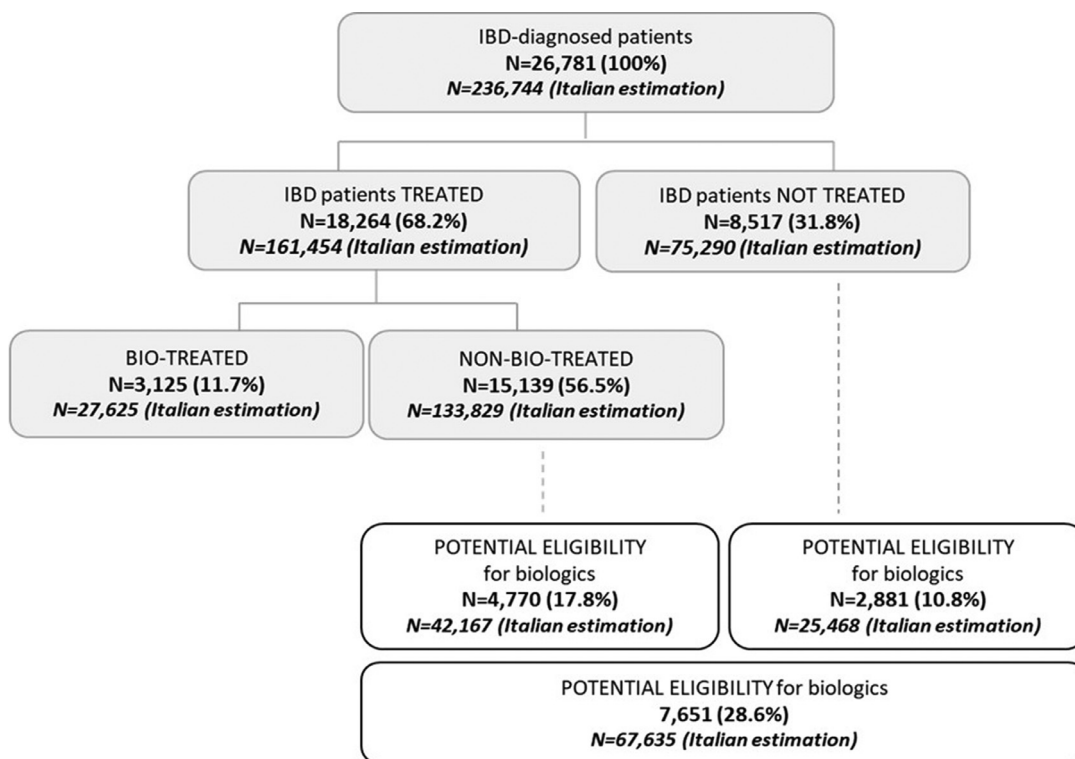 IBD-diagnosed patients
N=26,781 (100%)
N=236,744 (Italian estimation)
IBD patients TREATED
N=18,264 (68.2%)
N=161,454 (Italian estimation)
IBD patients NOT TREATED
N=8,517 (31.8%)
N=75,290 (Italian estimation)
BIO-TREATED
N=3,125 (11.7%)
N=27,625 (Italian estimation)
NON-BIO-TREATED
N=15,139 (56.5%)
N=133,829 (Italian estimation)
POTENTIAL ELIGIBILITY
for biologics
N=4,770 (17.8%)
N=42,167 (Italian estimation)
POTENTIAL ELIGIBILITY
for biologics
N=2,881 (10.8%)
N=25,468 (Italian estimation)
POTENTIAL ELIGIBILITY for biologics
7,651 (28.6%)
N=67,635 (Italian estimation)